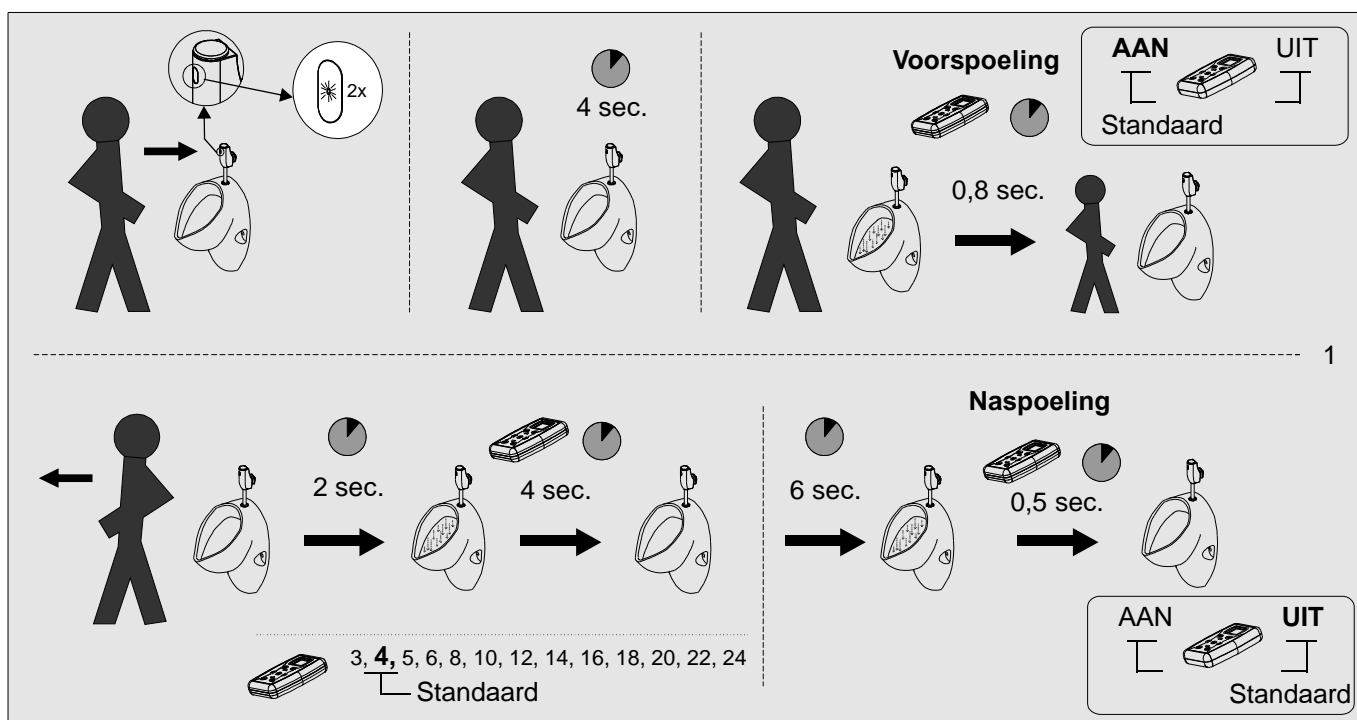 2x
4 sec.
Voorspoeling
0,8 sec.
AAN UIT
Standaard
1
2 sec.
4 sec.
3, 4, 5, 6, 8, 10, 12, 14, 16, 18, 20, 22, 24
Standaard
6 sec.
Naspoeling
0,5 sec.
AAN UIT
Standaard